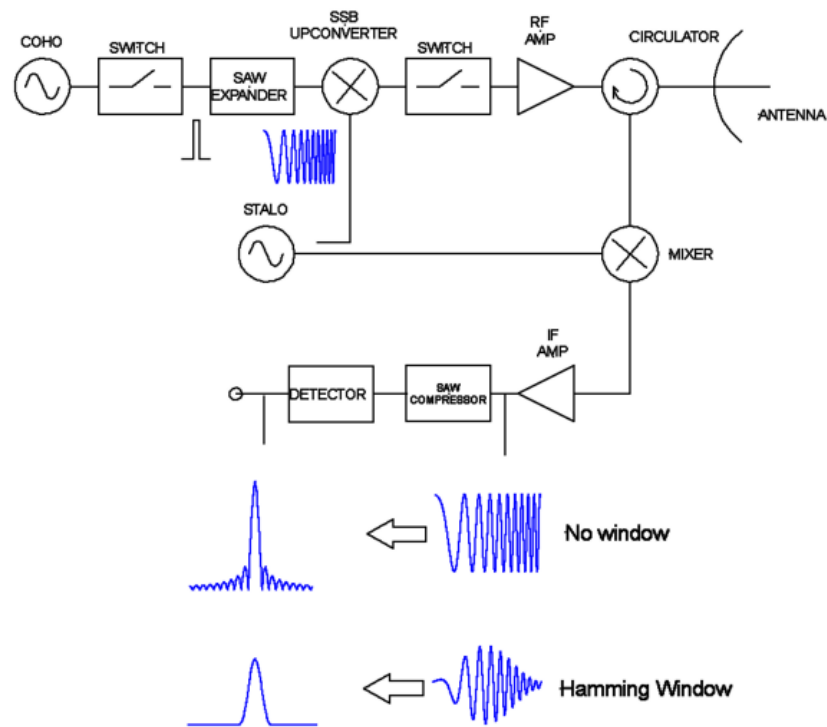 COHO
SWITCH
SAW
EXPANDER
SSB
UPCONVERTER
SWITCH
RF
AMP
CIRCULATOR
ANTENNA
STALO
MIXER
IF
AMP
DETECTOR
SAW
COMPRESSOR
No window
Hamming Window